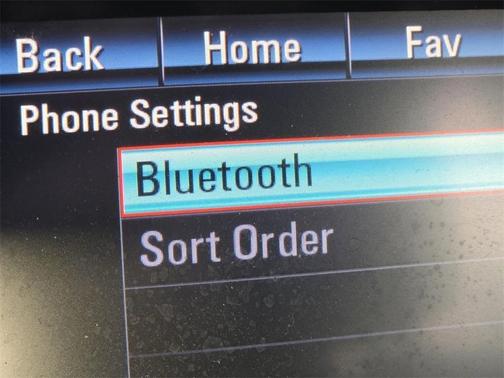 Back Home Fav
Phone Settings
Bluetooth
Sort Order